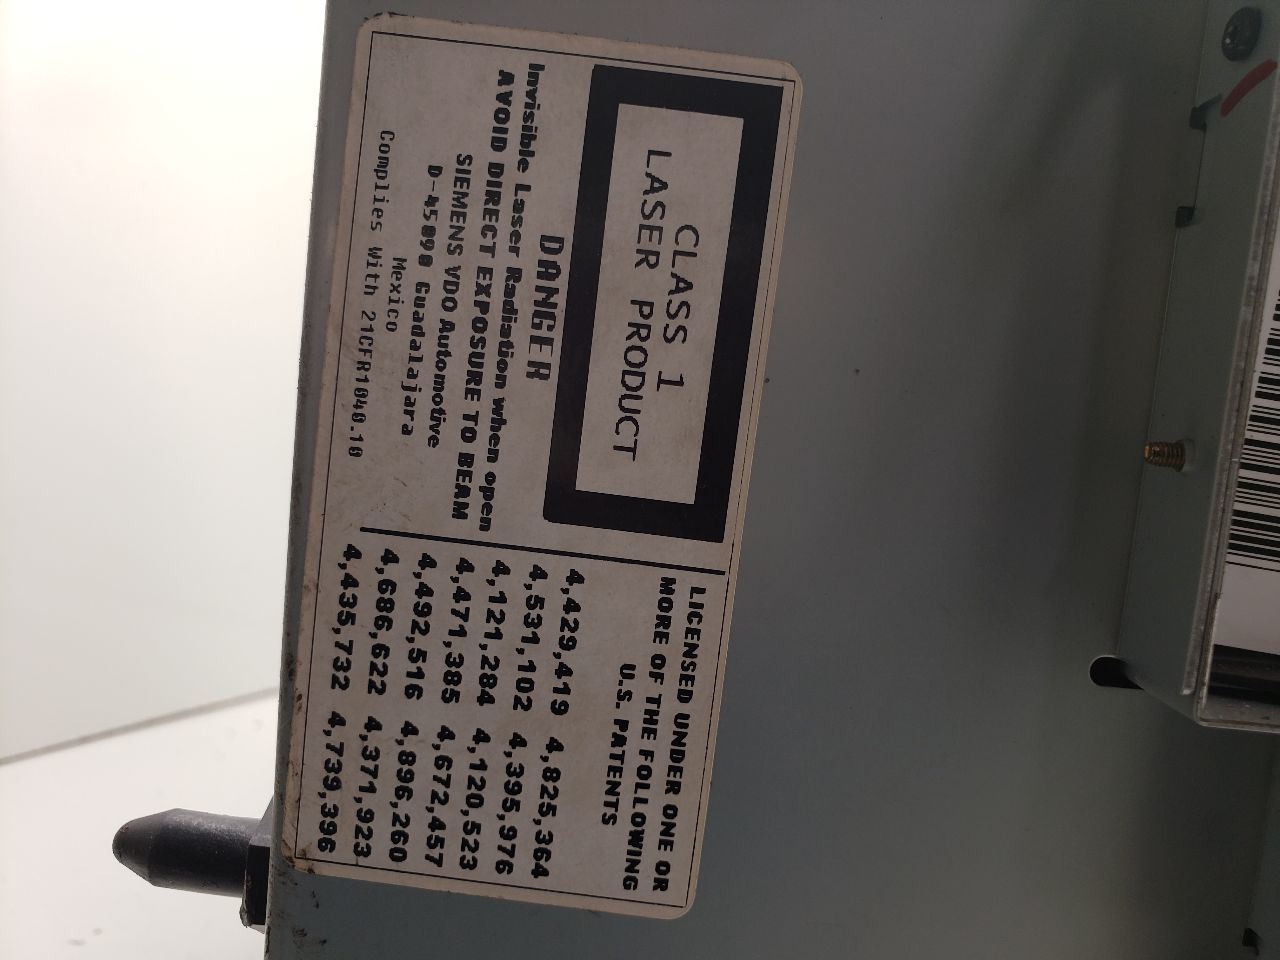 CLASS 1
LASER PRODUCT
DANGER
Invisible Laser Radiation when open
AVOID DIRECT EXPOSURE TO BEAM
SIEMENS VDO Automotive
D-45090 Guadalajara
Mexico
Complies With 21CFR1040.10
LICENSED UNDER ONE OR
MORE OF THE FOLLOWING
U.S. PATENTS
4,429,419 4,825,364
4,531,102 4,395,976
4,121,284 4,120,523
4,471,385 4,672,457
4,492,516 4,896,260
4,686,622 4,371,923
4,435,732 4,739,396